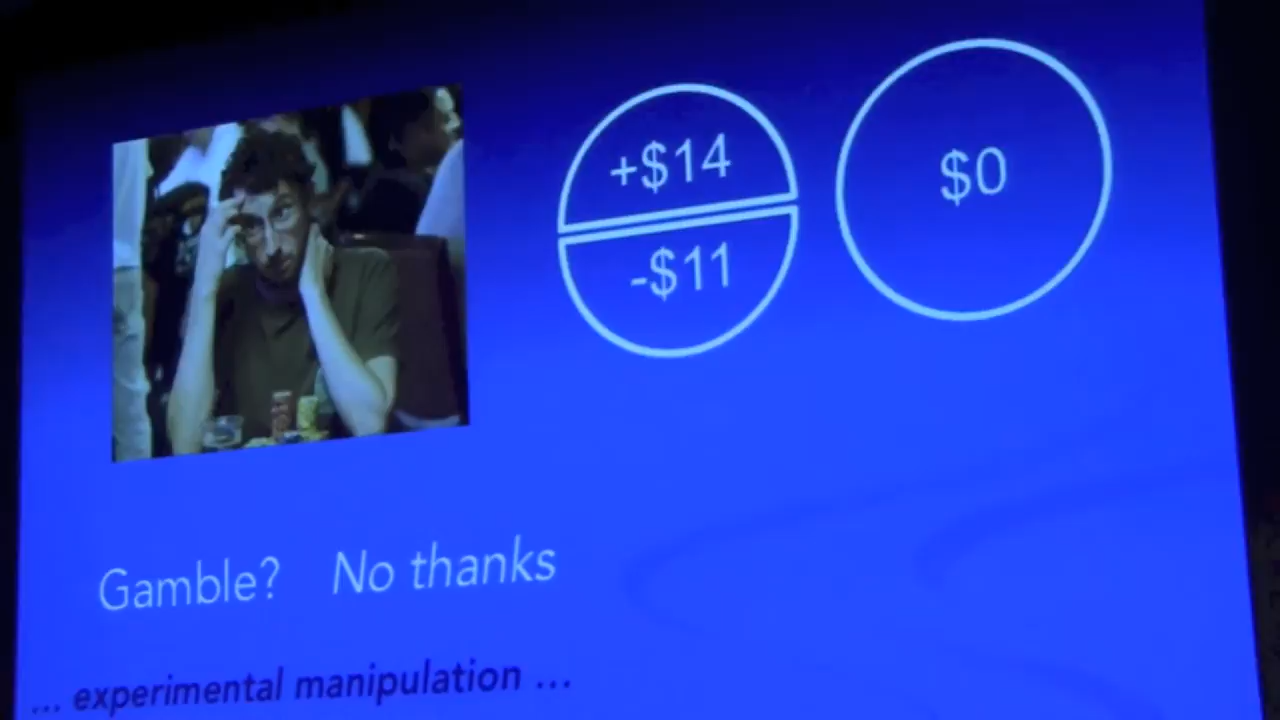 +$14
-$11
$0
Gamble? No thanks
... experimental manipulation ...